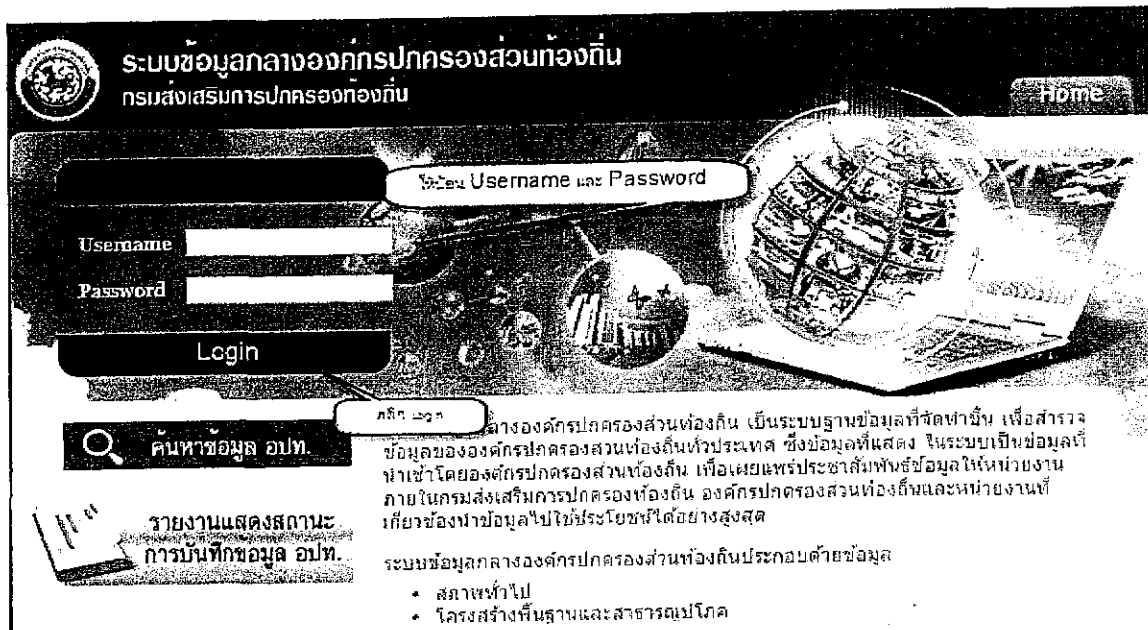 ระบบข้อมูลกลางองค์กรปกครองส่วนท้องถิ่น
กรมส่งเสริมการปกครองท้องถิ่น
Home
ให้ป้อน Username และ Password
Username
Password
Login
คลิก Login
ค้นหาข้อมูล อปท.
กลางองค์กรปกครองส่วนท้องถิ่น เป็นระบบฐานข้อมูลที่จัดทำขึ้น เพื่อสำรวจ
ข้อมูลขององค์กรปกครองส่วนท้องถิ่นทั่วประเทศ ซึ่งข้อมูลที่แสดง ในระบบเป็นข้อมูลที่
นำเข้าโดยองค์กรปกครองส่วนท้องถิ่น เพื่อเผยแพร่ประชาสัมพันธ์ข้อมูลให้หน่วยงาน
ภายในกรมส่งเสริมการปกครองท้องถิ่น องค์กรปกครองส่วนท้องถิ่นและหน่วยงานที่
เกี่ยวข้องนำข้อมูลไปใช้ประโยชน์ได้อย่างสูงสุด
รายงานแสดงสถานะ
การบันทึกข้อมูล อปท.
ระบบข้อมูลกลางองค์กรปกครองส่วนท้องถิ่นประกอบด้วยข้อมูล
• สภาพทั่วไป
• โครงสร้างพื้นฐานและสาธารณูปโภค